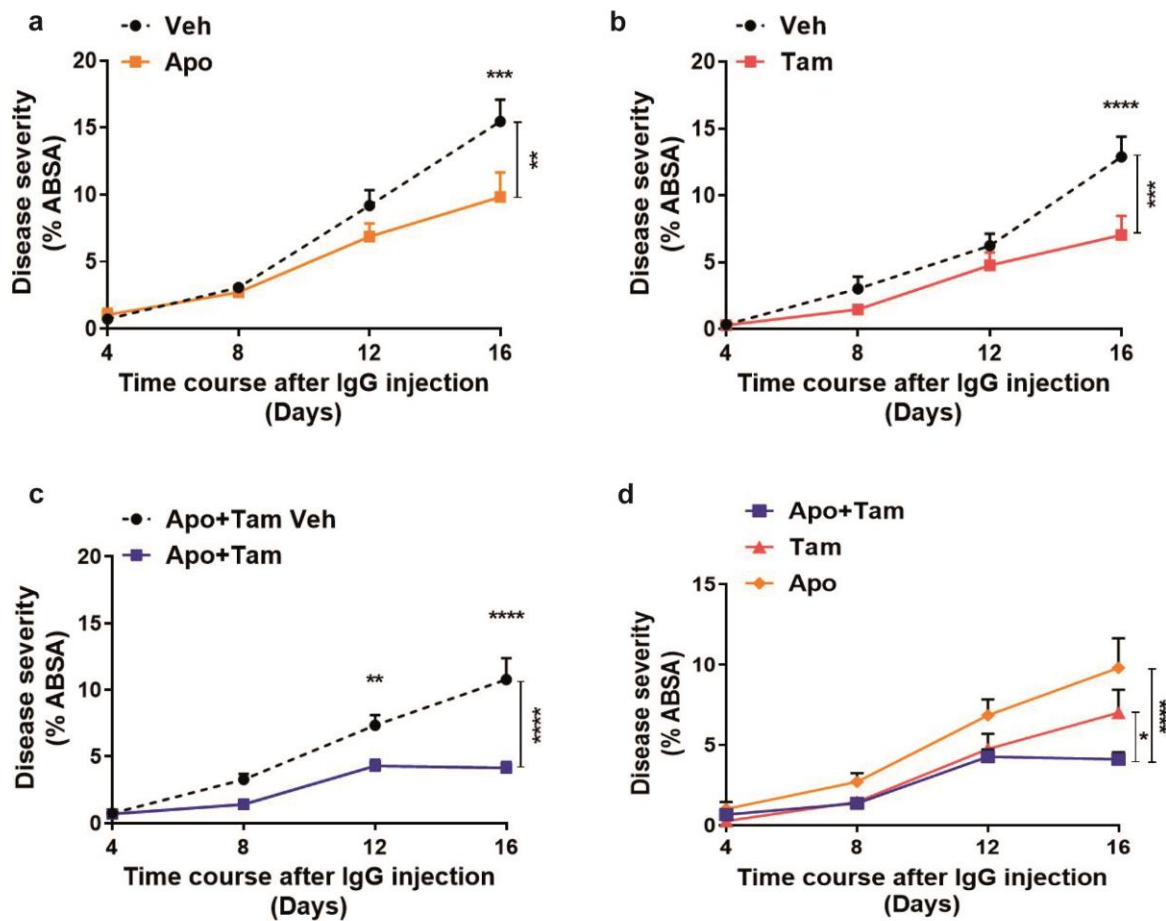 a
Veh
Apo
20
15
10
5
0
4 8 12 16
Disease severity
(% ABSA)
Time course after IgG injection
(Days)
***
**
b
Veh
Tam
20
15
10
5
0
4 8 12 16
Disease severity
(% ABSA)
Time course after IgG injection
(Days)
****
***
c
Apo+Tam Veh
Apo+Tam
20
15
10
5
0
4 8 12 16
Disease severity
(% ABSA)
Time course after IgG injection
(Days)
**
****
****
d
Apo+Tam
Tam
Apo
15
10
5
0
4 8 12 16
Disease severity
(% ABSA)
Time course after IgG injection
(Days)
*
****